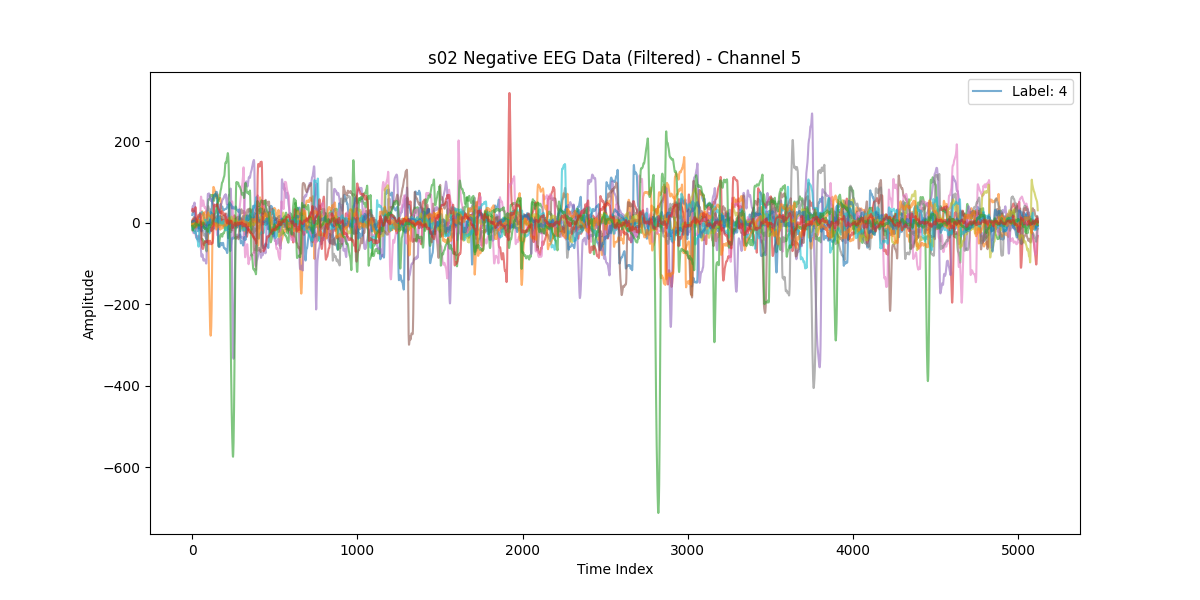 s02 Negative EEG Data (Filtered) - Channel 5
Label: 4
Amplitude
200
0
−200
−400
−600
0 1000 2000 3000 4000 5000
Time Index